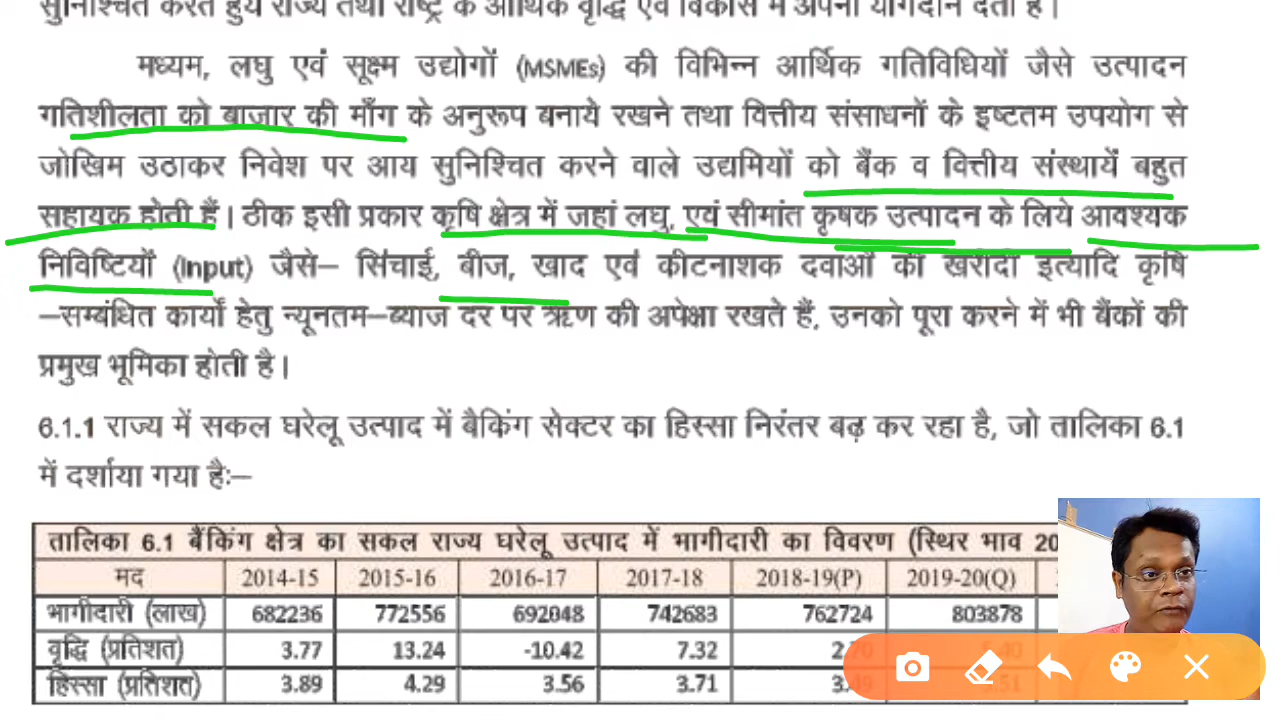 सुनिश्चित करते हुये राज्य तथा राष्ट्र के आर्थिक वृद्धि एवं विकास में अपना योगदान देता है।
मध्यम, लघु एवं सूक्ष्म उद्योगों (MSMEs) की विभिन्न आर्थिक गतिविधियों जैसे उत्पादन
गतिशीलता को बाजार की माँग के अनुरूप बनाये रखने तथा वित्तीय संसाधनों के इष्टतम उपयोग से
जोखिम उठाकर निवेश पर आय सुनिश्चित करने वाले उद्यमियों को बैंक व वित्तीय संस्थायें बहुत
सहायक होती हैं। ठीक इसी प्रकार कृषि क्षेत्र में जहां लघु, एवं सीमांत कृषक उत्पादन के लिये आवश्यक
निविष्टियों (Input) जैसे– सिंचाई, बीज, खाद एवं कीटनाशक दवाओं की खरीदी इत्यादि कृषि
–सम्बंधित कार्यों हेतु न्यूनतम–ब्याज दर पर ऋण की अपेक्षा रखते हैं, उनको पूरा करने में भी बैंकों की
प्रमुख भूमिका होती है।
6.1.1 राज्य में सकल घरेलू उत्पाद में बैकिंग सेक्टर का हिस्सा निरंतर बढ़ कर रहा है, जो तालिका 6.1
में दर्शाया गया है:–
तालिका 6.1 बैंकिंग क्षेत्र का सकल राज्य घरेलू उत्पाद में भागीदारी का विवरण (स्थिर भाव 20
मद 2014-15 2015-16 2016-17 2017-18 2018-19(P) 2019-20(Q)
भागीदारी (लाख) 682236 772556 692048 742683 762724 803878
वृद्धि (प्रतिशत) 3.77 13.24 -10.42 7.32
हिस्सा (प्रतिशत) 3.89 4.29 3.56 3.71